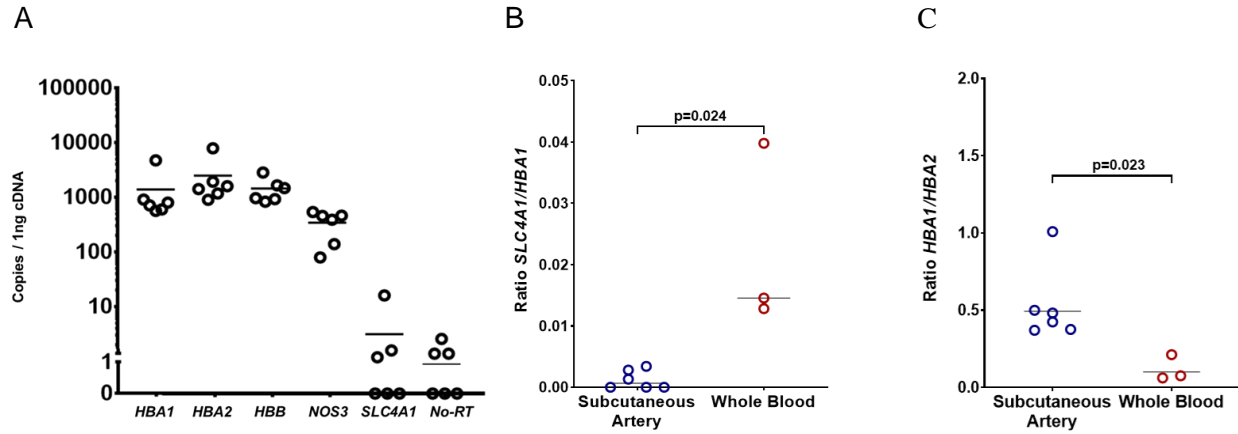 A
B
C
Copies / 1ng cDNA
100000
10000
1000
100
10
1
0
HBA1 HBA2 HBB NOS3 SLC4A1 No-RT
Ratio SLC4A1/HBA1
0.05
0.04
0.03
0.02
0.01
0.00
p=0.024
Subcutaneous Whole Blood
Artery
Ratio HBA1/HBA2
2.0
1.5
1.0
0.5
0.0
p=0.023
Subcutaneous Whole Blood
Artery